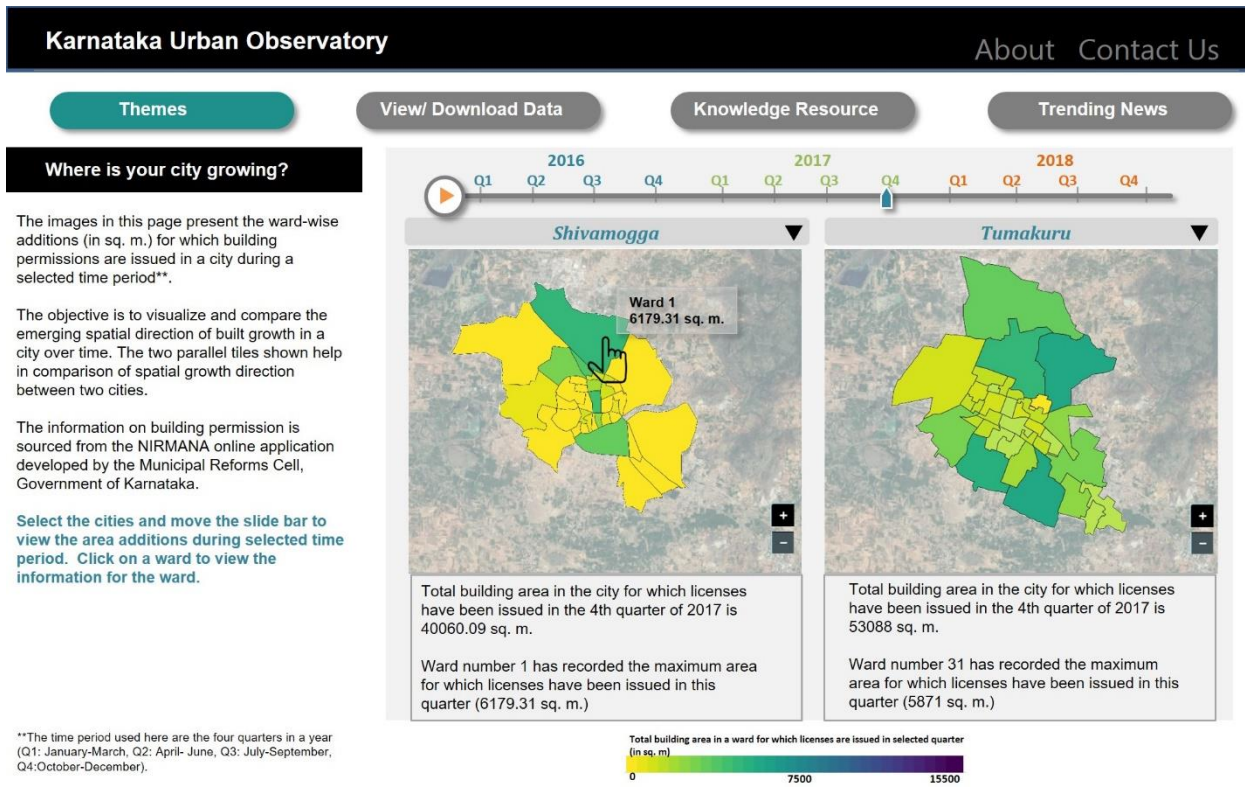 Karnataka Urban Observatory
About Contact Us
Themes
View/ Download Data
Knowledge Resource
Trending News
Where is your city growing?
The images in this page present the ward-wise
additions (in sq. m.) for which building
permissions are issued in a city during a
selected time period**.
The objective is to visualize and compare the
emerging spatial direction of built growth in a
city over time. The two parallel tiles shown help
in comparison of spatial growth direction
between two cities.
The information on building permission is
sourced from the NIRMANA online application
developed by the Municipal Reforms Cell,
Government of Karnataka.
Select the cities and move the slide bar to
view the area additions during selected time
period. Click on a ward to view the
information for the ward.
**The time period used here are the four quarters in a year
(Q1: January-March, Q2: April- June, Q3: July-September,
Q4:October-December).
2016 2017 2018
Q1 Q2 Q3 Q4 Q1 Q2 Q3 Q4 Q1 Q2 Q3 Q4
Shivamogga
Ward 1
6179.31 sq. m.
+
−
Total building area in the city for which licenses
have been issued in the 4th quarter of 2017 is
40060.09 sq. m.
Ward number 1 has recorded the maximum area
for which licenses have been issued in this
quarter (6179.31 sq. m.)
Tumakuru
+
−
Total building area in the city for which licenses
have been issued in the 4th quarter of 2017 is
53088 sq. m.
Ward number 31 has recorded the maximum
area for which licenses have been issued in this
quarter (5871 sq. m.)
Total building area in a ward for which licenses are issued in selected quarter
(in sq. m)
0 7500 15500